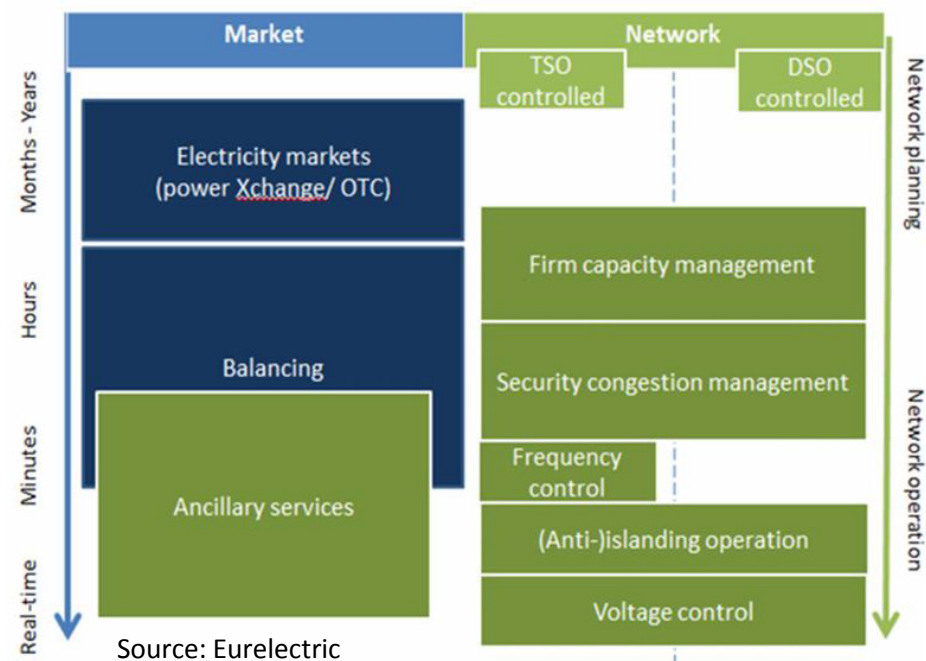 Market
Network
TSO
controlled
DSO
controlled
Months - Years
Hours
Minutes
Real-time
Electricity markets
(power Xchange/ OTC)
Balancing
Ancillary services
Firm capacity management
Security congestion management
Frequency
control
(Anti-)islanding operation
Voltage control
Network planning
Network operation
Source: Eurelectric